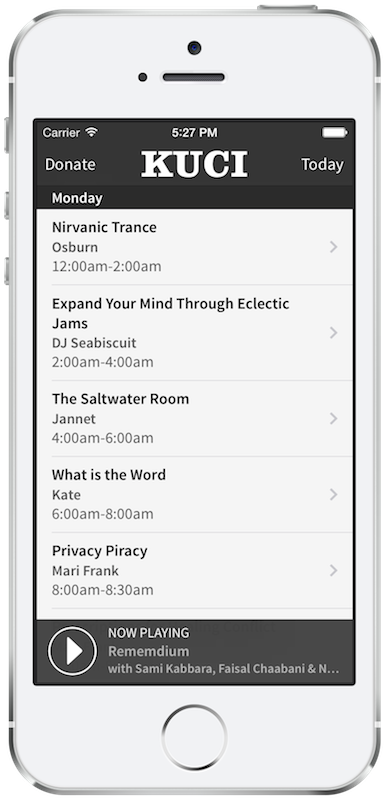 Carrier 5:27 PM
Donate KUCI Today
Monday
Nirvanic Trance
Osburn
12:00am-2:00am
Expand Your Mind Through Eclectic
Jams
DJ Seabiscuit
2:00am-4:00am
The Saltwater Room
Jannet
4:00am-6:00am
What is the Word
Kate
6:00am-8:00am
Privacy Piracy
Mari Frank
8:00am-8:30am
NOW PLAYING
Rememdium
with Sami Kabbara, Faisal Chaabani & N...